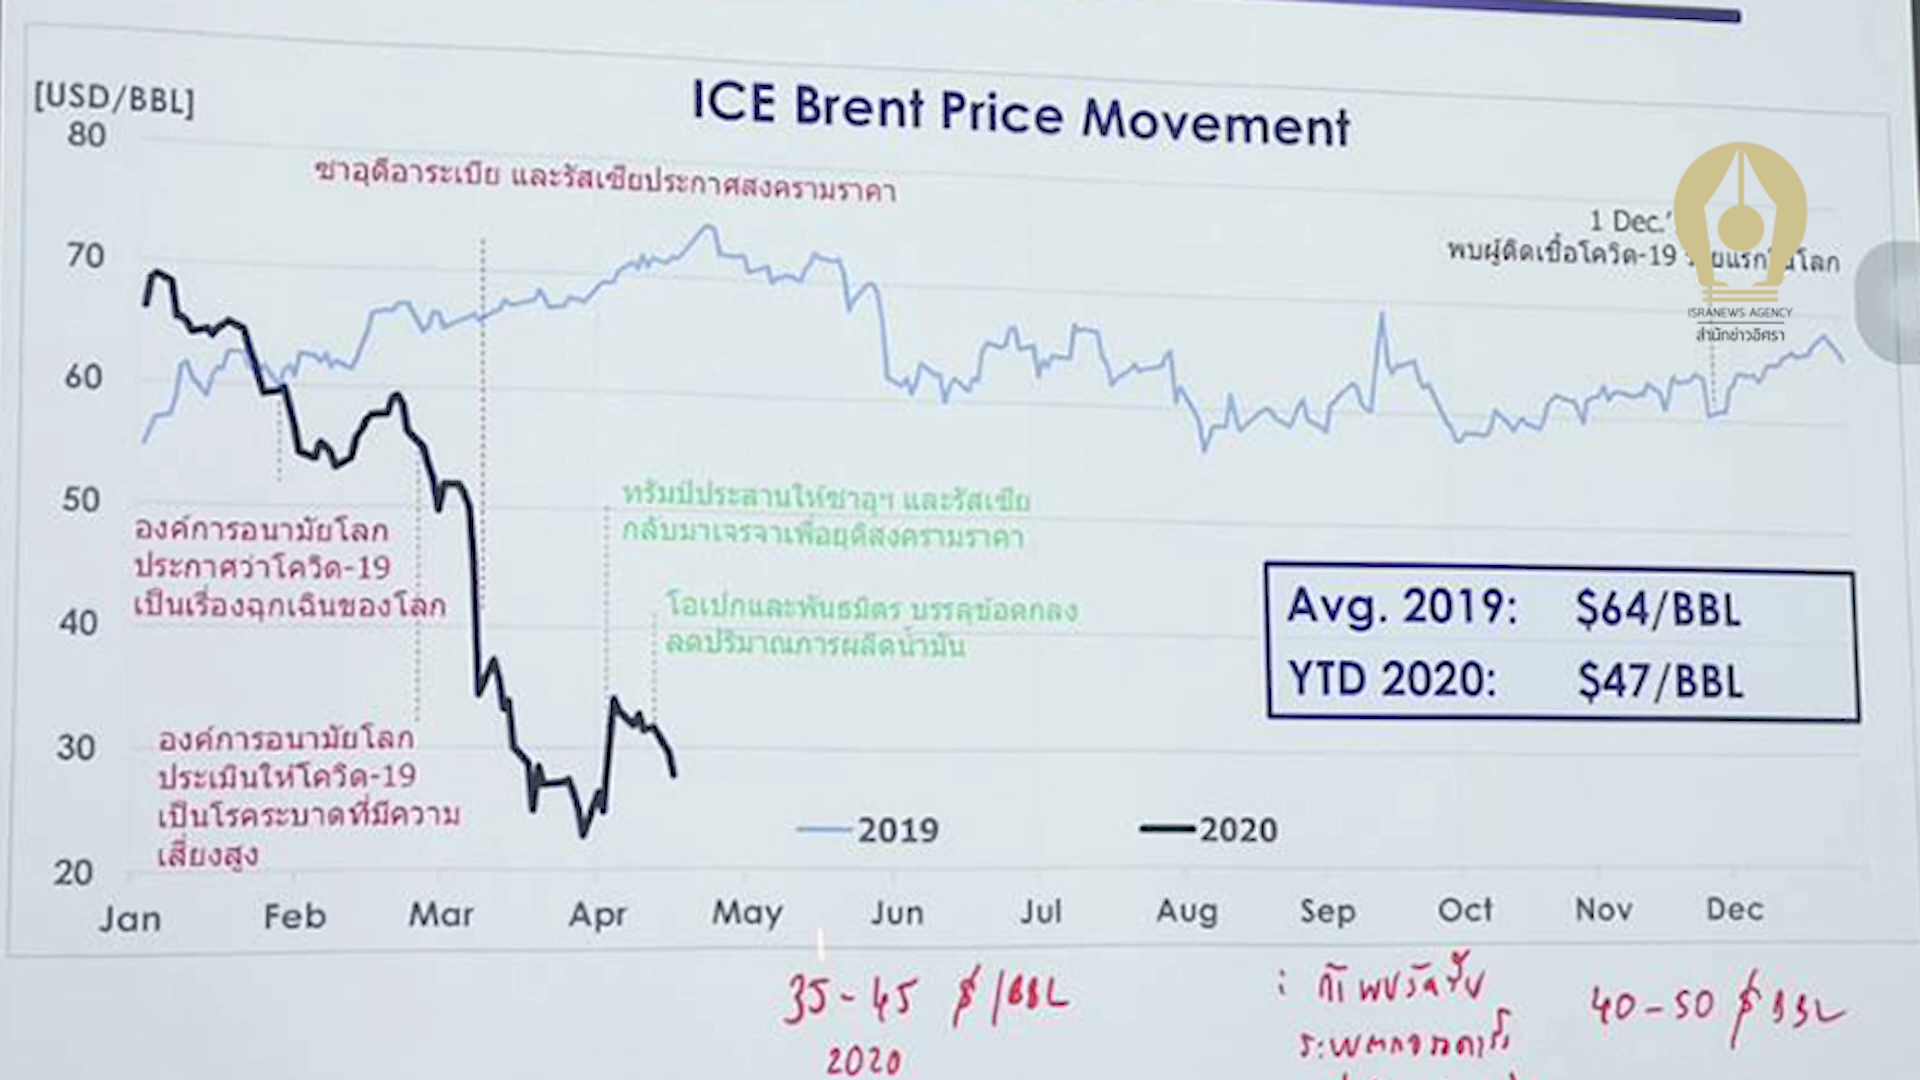 ICE Brent Price Movement
[USD/BBL]
80
70
60
50
40
30
20
ซาอุดีอาระเบีย และรัสเซียประกาศสงครามราคา
1 Dec.'
พบผู้ติดเชื้อโควิด-19
ISRANEWS AGENCY
สำนักข่าวอิศรา
องค์การอนามัยโลก
ประกาศว่าโควิด-19
เป็นเรื่องฉุกเฉินของโลก
ทรัมป์ประสานให้ซาอุฯ และรัสเซีย
กลับมาเจรจาเพื่อยุติสงครามราคา
โอเปกและพันธมิตร บรรลุข้อตกลง
ลดปริมาณการผลิตน้ำมัน
Avg. 2019: $64/BBL
YTD 2020: $47/BBL
องค์การอนามัยโลก
ประเมินให้โควิด-19
เป็นโรคระบาดที่มีความ
เสี่ยงสูง
2019
2020
Jan Feb Mar Apr May Jun Jul Aug Sep Oct Nov Dec
35-45 $/BBL
2020
40-50 $ BBL